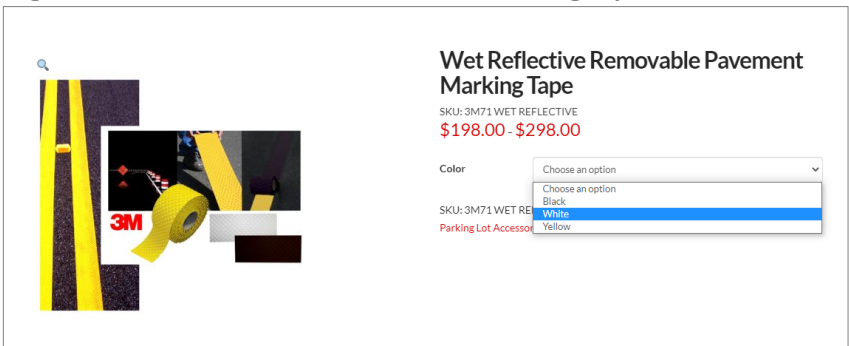 Wet Reflective Removable Pavement
Marking Tape
SKU: 3M71 WET REFLECTIVE
$198.00 - $298.00
Color
Choose an option
Choose an option
Black
White
Yellow
SKU: 3M71 WET RE
Parking Lot Accessor
3M